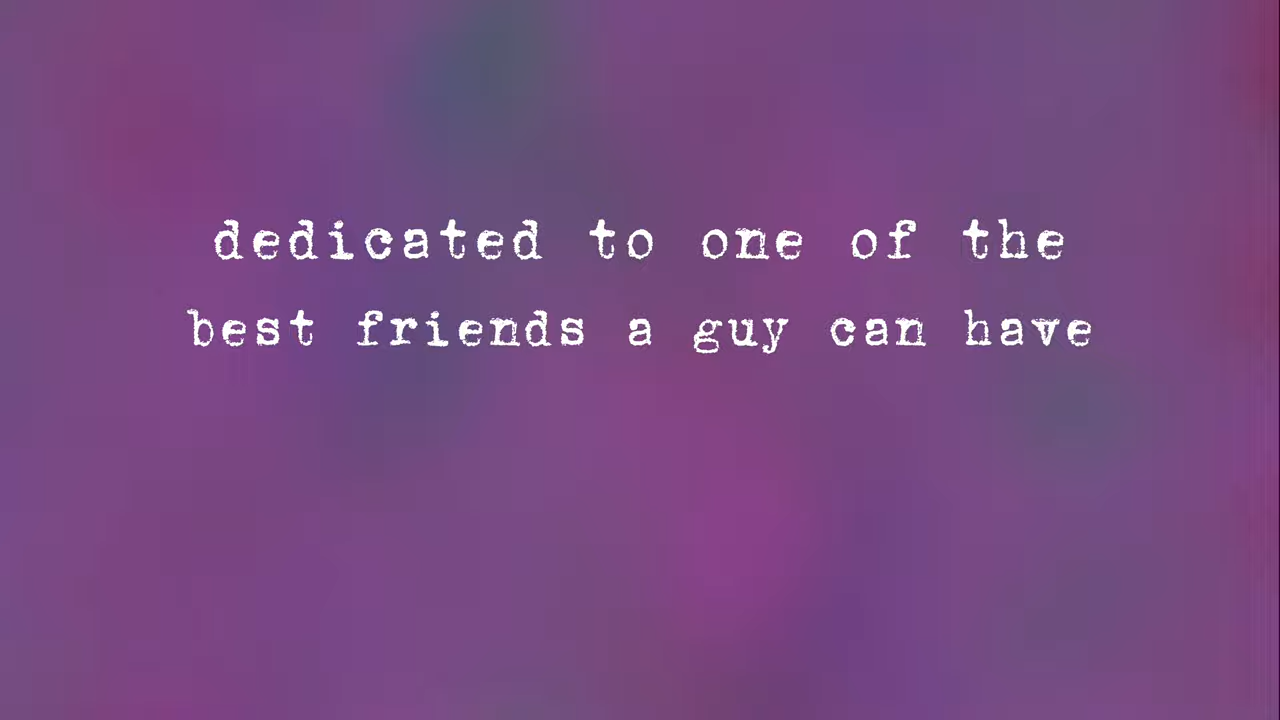 dedicated to one of the
best friends a guy can have